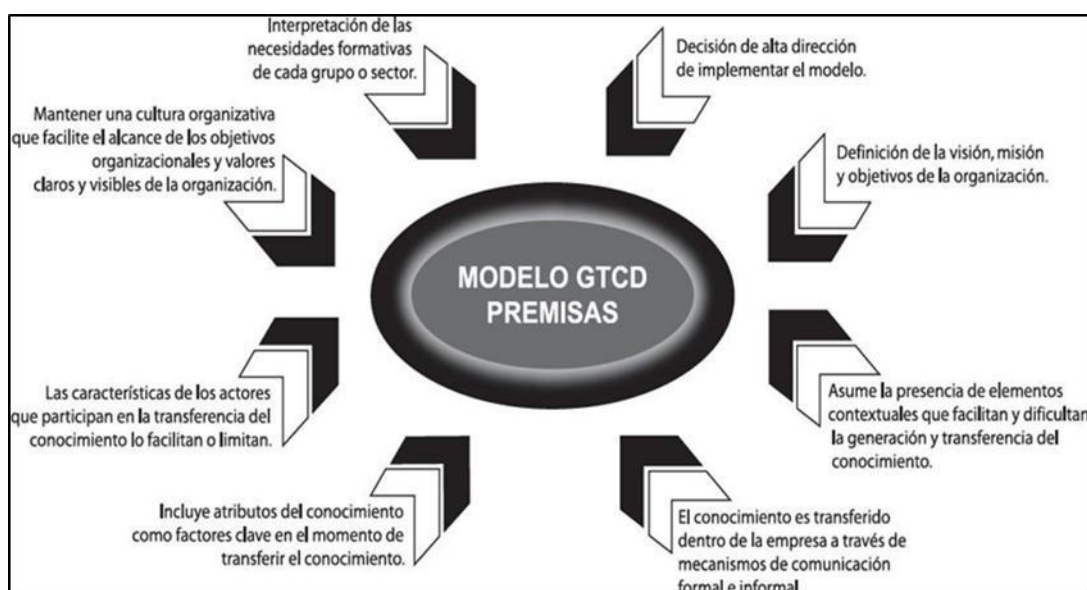 Interpretación de las
necesidades formativas
de cada grupo o sector.
Decisión de alta dirección
de implementar el modelo.
Mantener una cultura organizativa
que facilite el alcance de los objetivos
organizacionales y valores
claros y visibles de la organización.
Definición de la visión, misión
y objetivos de la organización.
MODELO GTCD
PREMISAS
Las características de los actores
que participan en la transferencia del
conocimiento lo facilitan o limitan.
Asume la presencia de elementos
contextuales que facilitan y dificultan
la generación y transferencia del
conocimiento.
Incluye atributos del conocimiento
como factores clave en el momento de
transferir el conocimiento.
El conocimiento es transferido
dentro de la empresa a través de
mecanismos de comunicación
formal e informal.